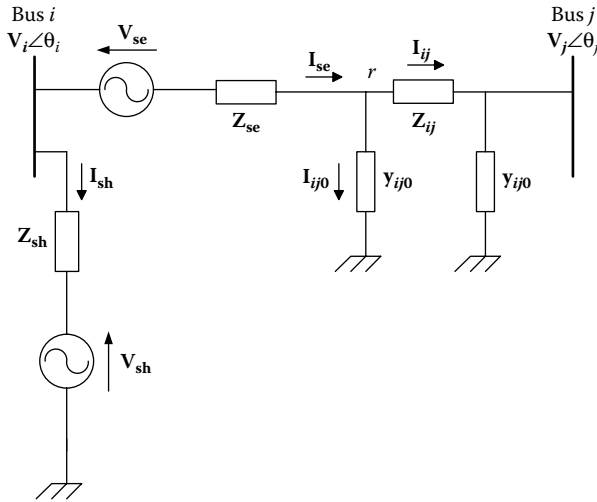 Bus i
V_i∠θ_i
V_se
Z_se
I_se
r
I_ij
Z_ij
Bus j
V_j∠θ_j
I_sh
Z_sh
V_sh
I_ij0
y_ij0
y_ij0